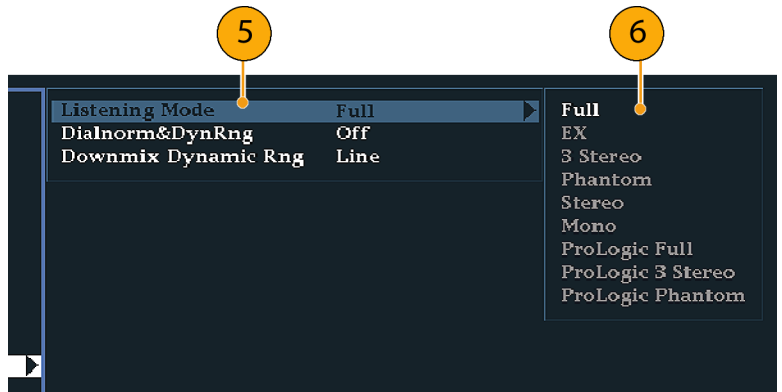 5
6
Listening Mode Full
Dialnorm&DynRng Off
Downmix Dynamic Rng Line
Full
EX
3 Stereo
Phantom
Stereo
Mono
ProLogic Full
ProLogic 3 Stereo
ProLogic Phantom